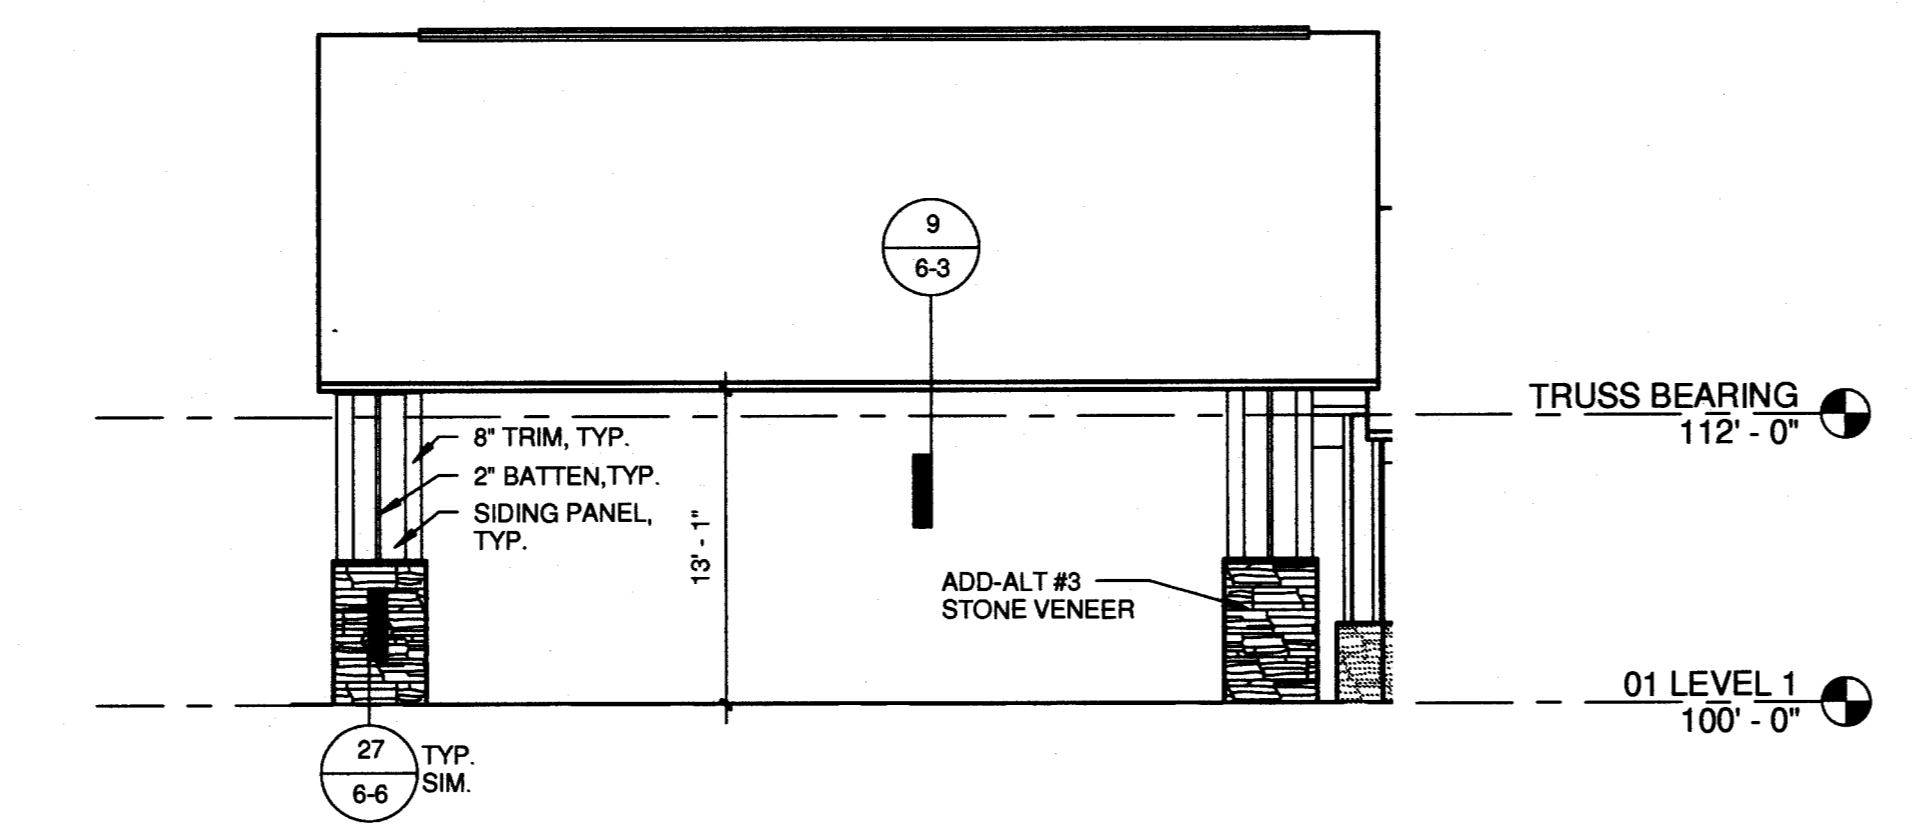 9
6-3
TRUSS BEARING
112' - 0"
8" TRIM, TYP.
2" BATTEN,TYP.
SIDING PANEL,
TYP.
13' - 1"
ADD-ALT #3
STONE VENEER
01 LEVEL 1
100' - 0"
27
6-6
TYP.
SIM.